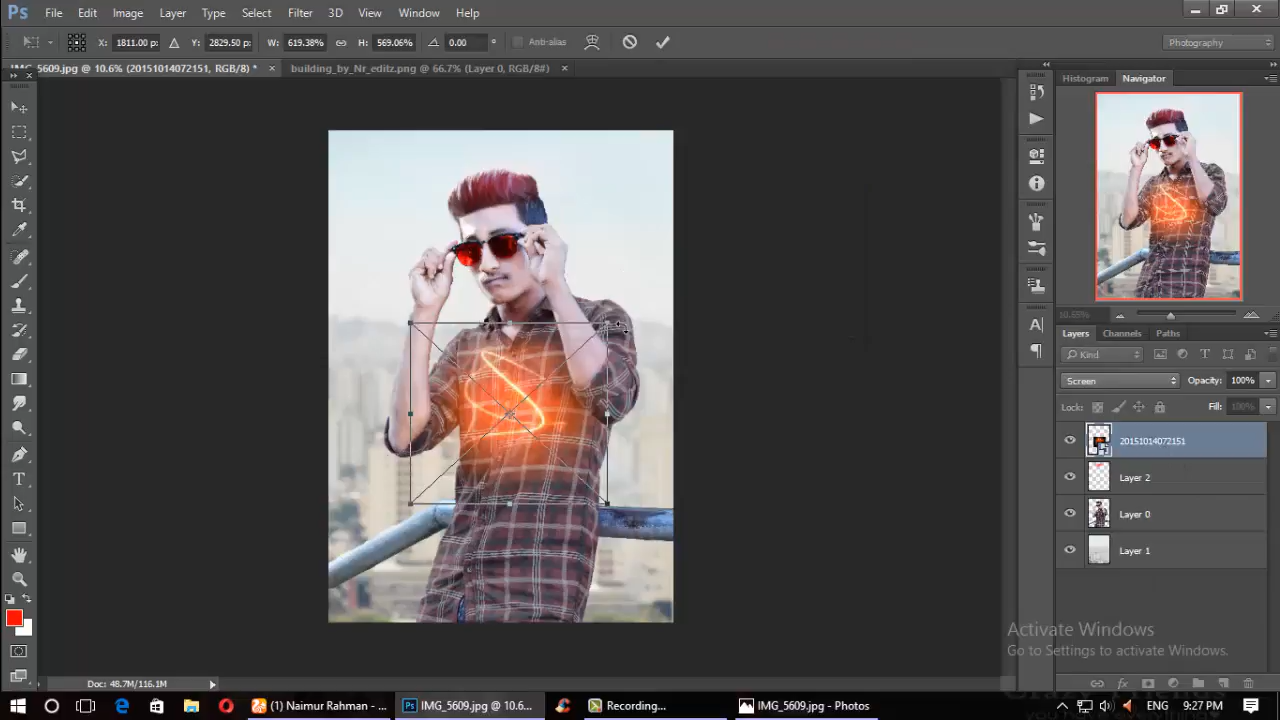 Ps File Edit Image Layer Type Select Filter 3D View Window Help
X: 1811.00 p: Y: 2829.50 p: W: 619.38% H: 569.06% 0.00 ° Anti-alias Photography
IMG_5609.jpg @ 10.6% (20151014072151, RGB/8) * × building_by_Nr_editz.png @ 66.7% (Layer 0, RGB/8#) ×
Histogram Navigator
10.55%
Layers Channels Paths
Kind
Screen Opacity: 100%
Lock: Fill: 100%
20151014072151
Layer 2
Layer 0
Layer 1
Activate Windows
Go to Settings to activate Windows.
Doc: 48.7M/116.1M
(1) Naimur Rahman - ... IMG_5609.jpg @ 10.6... Recording... IMG_5609.jpg - Photos ENG 9:27 PM